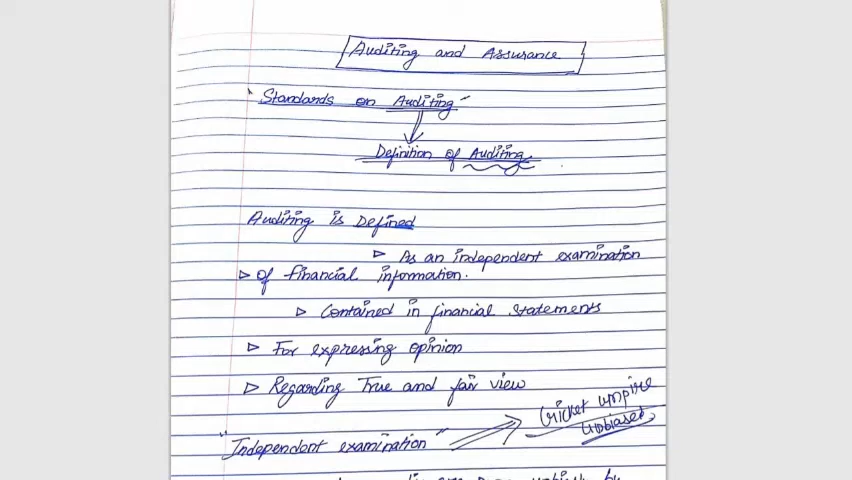 Auditing and Assurance
"Standards on Auditing"
Definition of Auditing
Auditing is Defined
▷ As an independent examination
▷ Of financial information.
▷ Contained in financial statements
▷ For expressing opinion
▷ Regarding True and fair view
Cricket umpire
unbiased
"Independent examination"